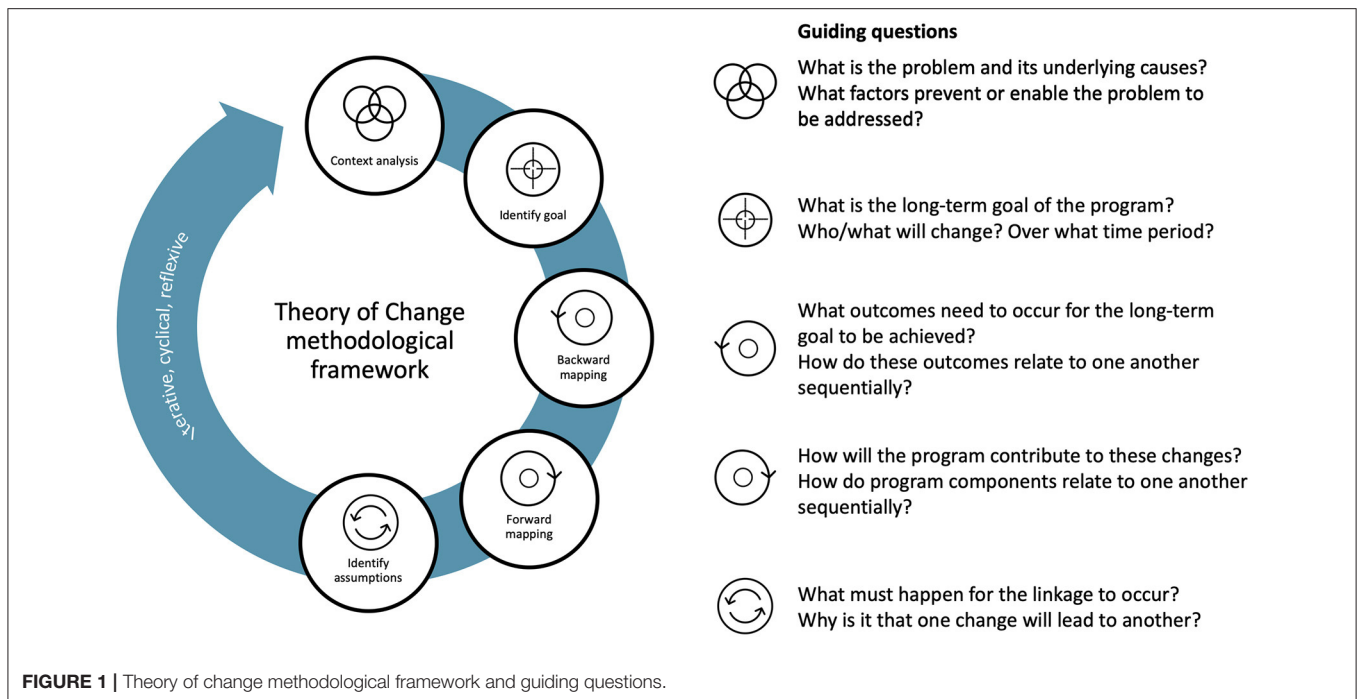 Context analysis
Identify goal
Backward
mapping
Forward
mapping
Identify
assumptions
Iterative, cyclical, reflexive
Theory of Change
methodological
framework
Guiding questions
What is the problem and its underlying causes?
What factors prevent or enable the problem to
be addressed?
What is the long-term goal of the program?
Who/what will change? Over what time period?
What outcomes need to occur for the long-term
goal to be achieved?
How do these outcomes relate to one another
sequentially?
How will the program contribute to these changes?
How do program components relate to one another
sequentially?
What must happen for the linkage to occur?
Why is it that one change will lead to another?
FIGURE 1 | Theory of change methodological framework and guiding questions.